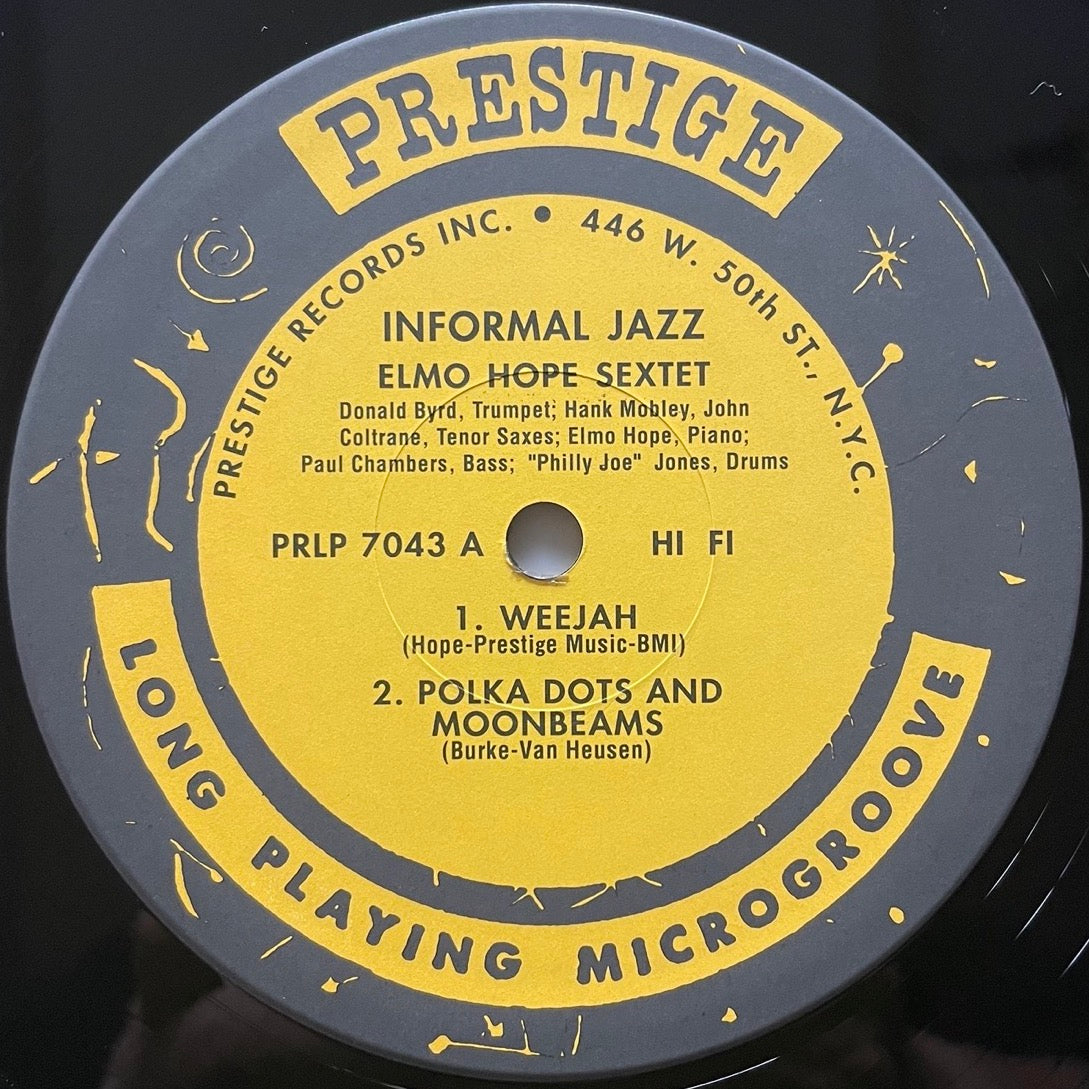 PRESTIGE
PRESTIGE RECORDS INC. • 446 W. 50th ST., N.Y.C.
INFORMAL JAZZ
ELMO HOPE SEXTET
Donald Byrd, Trumpet; Hank Mobley, John
Coltrane, Tenor Saxes; Elmo Hope, Piano;
Paul Chambers, Bass; "Philly Joe" Jones, Drums
PRLP 7043 A HI FI
1. WEEJAH
(Hope-Prestige Music-BMI)
2. POLKA DOTS AND
MOONBEAMS
(Burke-Van Heusen)
LONG PLAYING MICROGROOVE